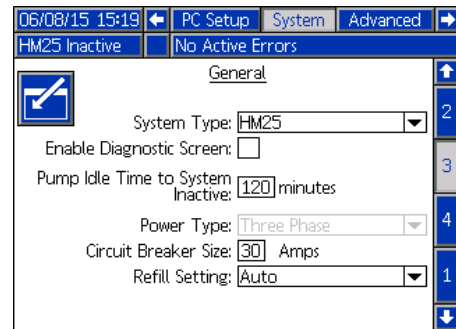 06/08/15 15:19 PC Setup System Advanced
HM25 Inactive No Active Errors
General
System Type: HM25
Enable Diagnostic Screen:
Pump Idle Time to System
Inactive: 120 minutes
Power Type: Three Phase
Circuit Breaker Size: 30 Amps
Refill Setting: Auto
2
3
4
1